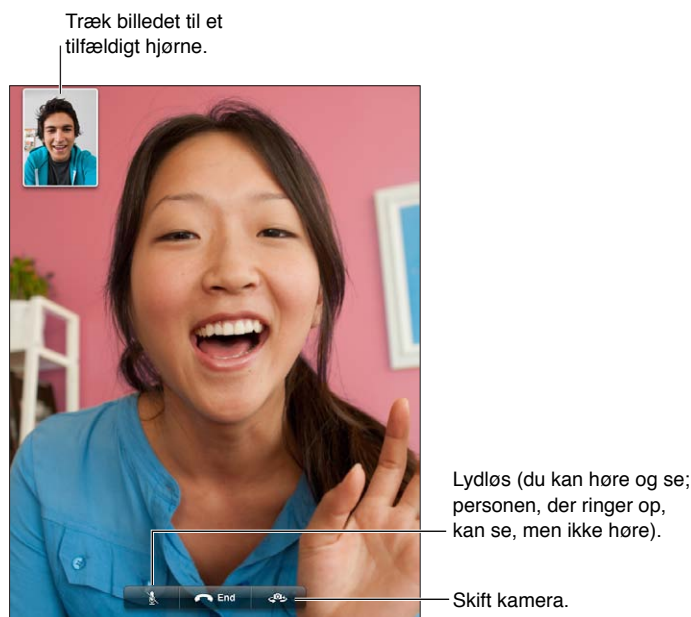 Træk billedet til et
tilfældigt hjørne.
Lydløs (du kan høre og se;
personen, der ringer op,
kan se, men ikke høre).
End
Skift kamera.